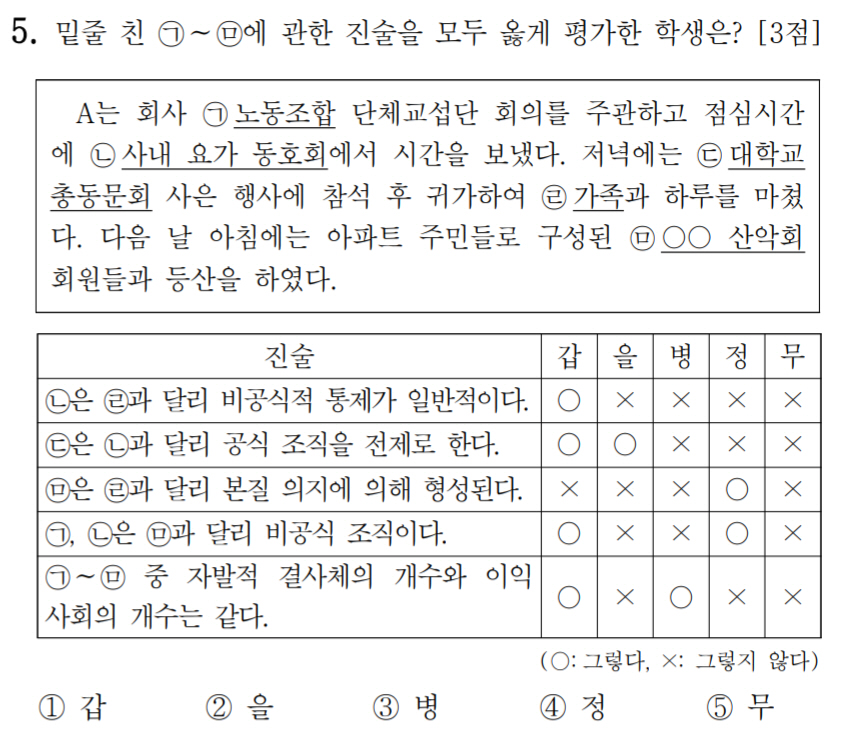 5. 밑줄 친 ㉠~㉤에 관한 진술을 모두 옳게 평가한 학생은? [3점]
A는 회사 ㉠노동조합 단체교섭단 회의를 주관하고 점심시간
에 ㉡사내 요가 동호회에서 시간을 보냈다. 저녁에는 ㉢대학교
총동문회 사은 행사에 참석 후 귀가하여 ㉣가족과 하루를 마쳤
다. 다음 날 아침에는 아파트 주민들로 구성된 ㉤○○ 산악회
회원들과 등산을 하였다.
진술 갑 을 병 정 무
㉡은 ㉣과 달리 비공식적 통제가 일반적이다. ○ × × × ×
㉢은 ㉡과 달리 공식 조직을 전제로 한다. ○ ○ × × ×
㉤은 ㉣과 달리 본질 의지에 의해 형성된다. × × × ○ ×
㉠, ㉡은 ㉤과 달리 비공식 조직이다. ○ × × ○ ×
㉠~㉤ 중 자발적 결사체의 개수와 이익
사회의 개수는 같다. ○ × ○ × ×
(○: 그렇다, ×: 그렇지 않다)
① 갑 ② 을 ③ 병 ④ 정 ⑤ 무